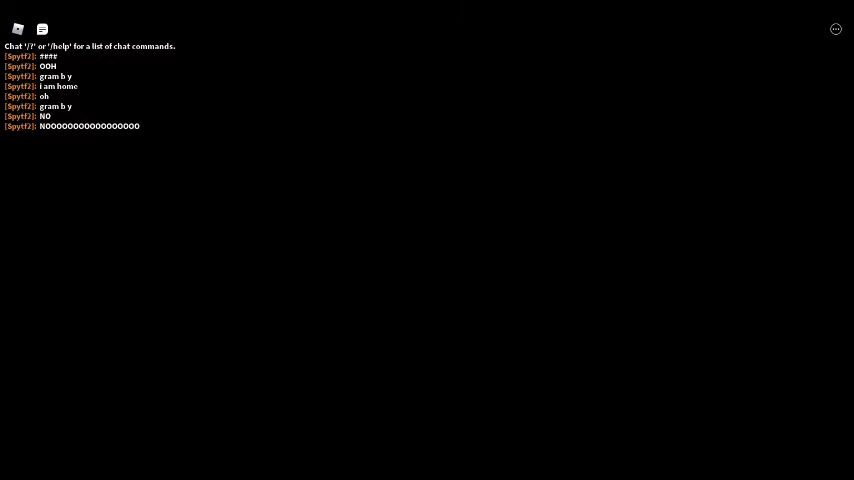 Chat '/?' or '/help' for a list of chat commands.
[Spytf2]: ####
[Spytf2]: OOH
[Spytf2]: gram b y
[Spytf2]: i am home
[Spytf2]: oh
[Spytf2]: gram b y
[Spytf2]: NO
[Spytf2]: NOOOOOOOOOOOOOOOOO